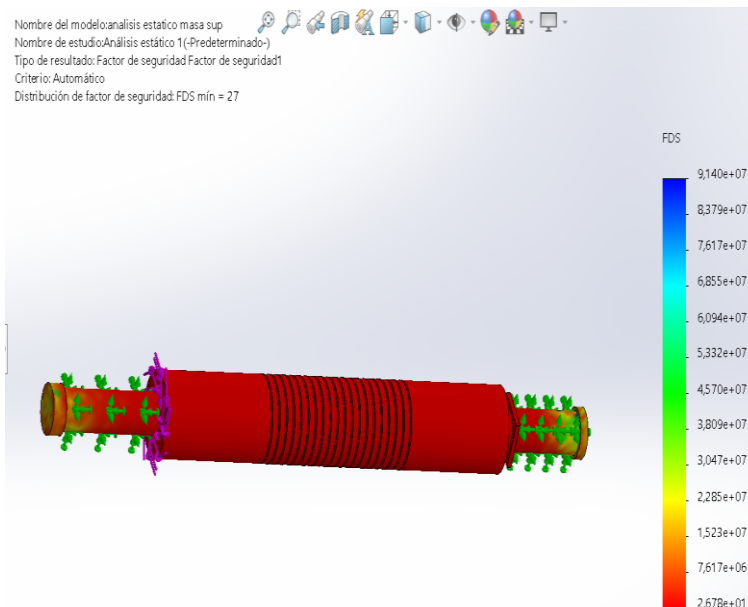 Nombre del modelo:analisis estatico masa sup
Nombre de estudio:Análisis estático 1(-Predeterminado-)
Tipo de resultado: Factor de seguridad Factor de seguridad1
Criterio: Automático
Distribución de factor de seguridad: FDS mín = 27
FDS
9,140e+07
8,379e+07
7,617e+07
6,855e+07
6,094e+07
5,332e+07
4,570e+07
3,809e+07
3,047e+07
2,285e+07
1,523e+07
7,617e+06
2,678e+01